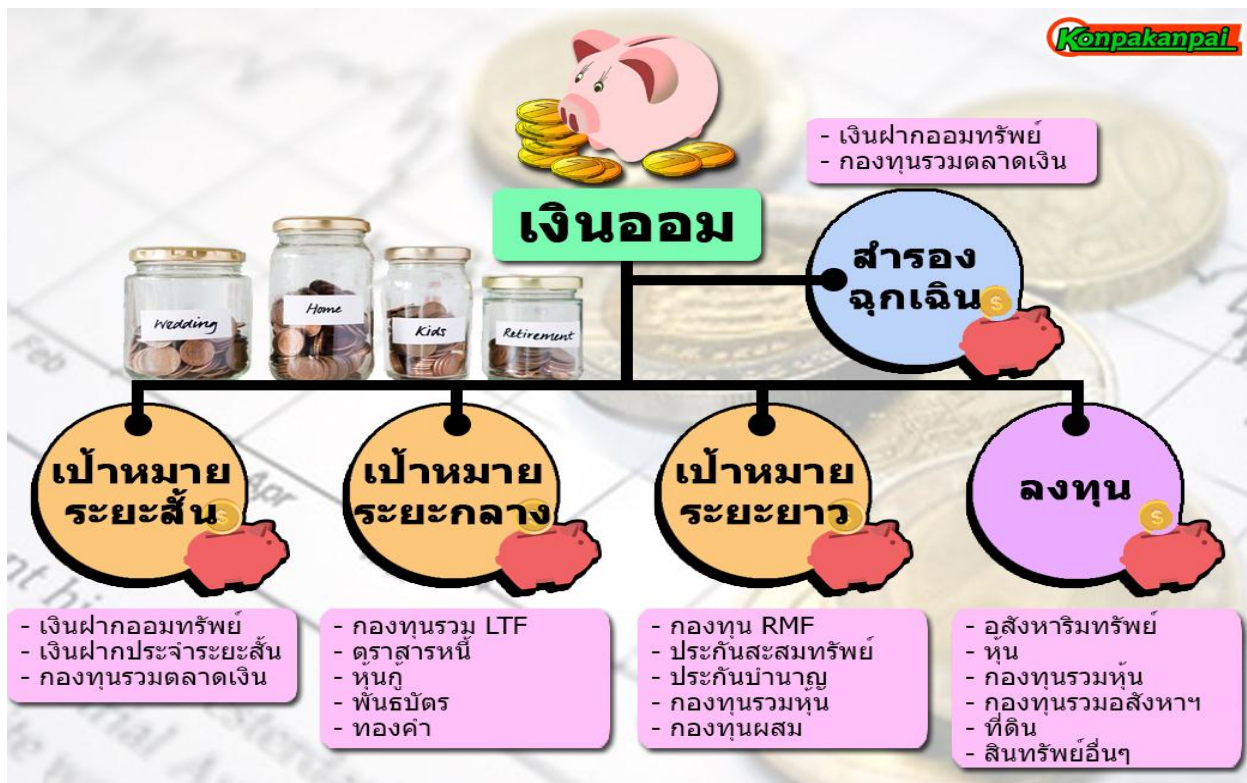 Konpakanpai
- เงินฝากออมทรัพย์
- กองทุนรวมตลาดเงิน
เงินออม
สำรอง
ฉุกเฉิน
Wedding
Home
Kids
Retirement
Feb
Apr
เป้าหมาย
ระยะสั้น
เป้าหมาย
ระยะกลาง
เป้าหมาย
ระยะยาว
ลงทุน
- เงินฝากออมทรัพย์
- เงินฝากประจำระยะสั้น
- กองทุนรวมตลาดเงิน
- กองทุนรวม LTF
- ตราสารหนี้
- หุ้นกู้
- พันธบัตร
- ทองคำ
- กองทุน RMF
- ประกันสะสมทรัพย์
- ประกันบำนาญ
- กองทุนรวมหุ้น
- กองทุนผสม
- อสังหาริมทรัพย์
- หุ้น
- กองทุนรวมหุ้น
- กองทุนรวมอสังหาฯ
- ที่ดิน
- สินทรัพย์อื่นๆ